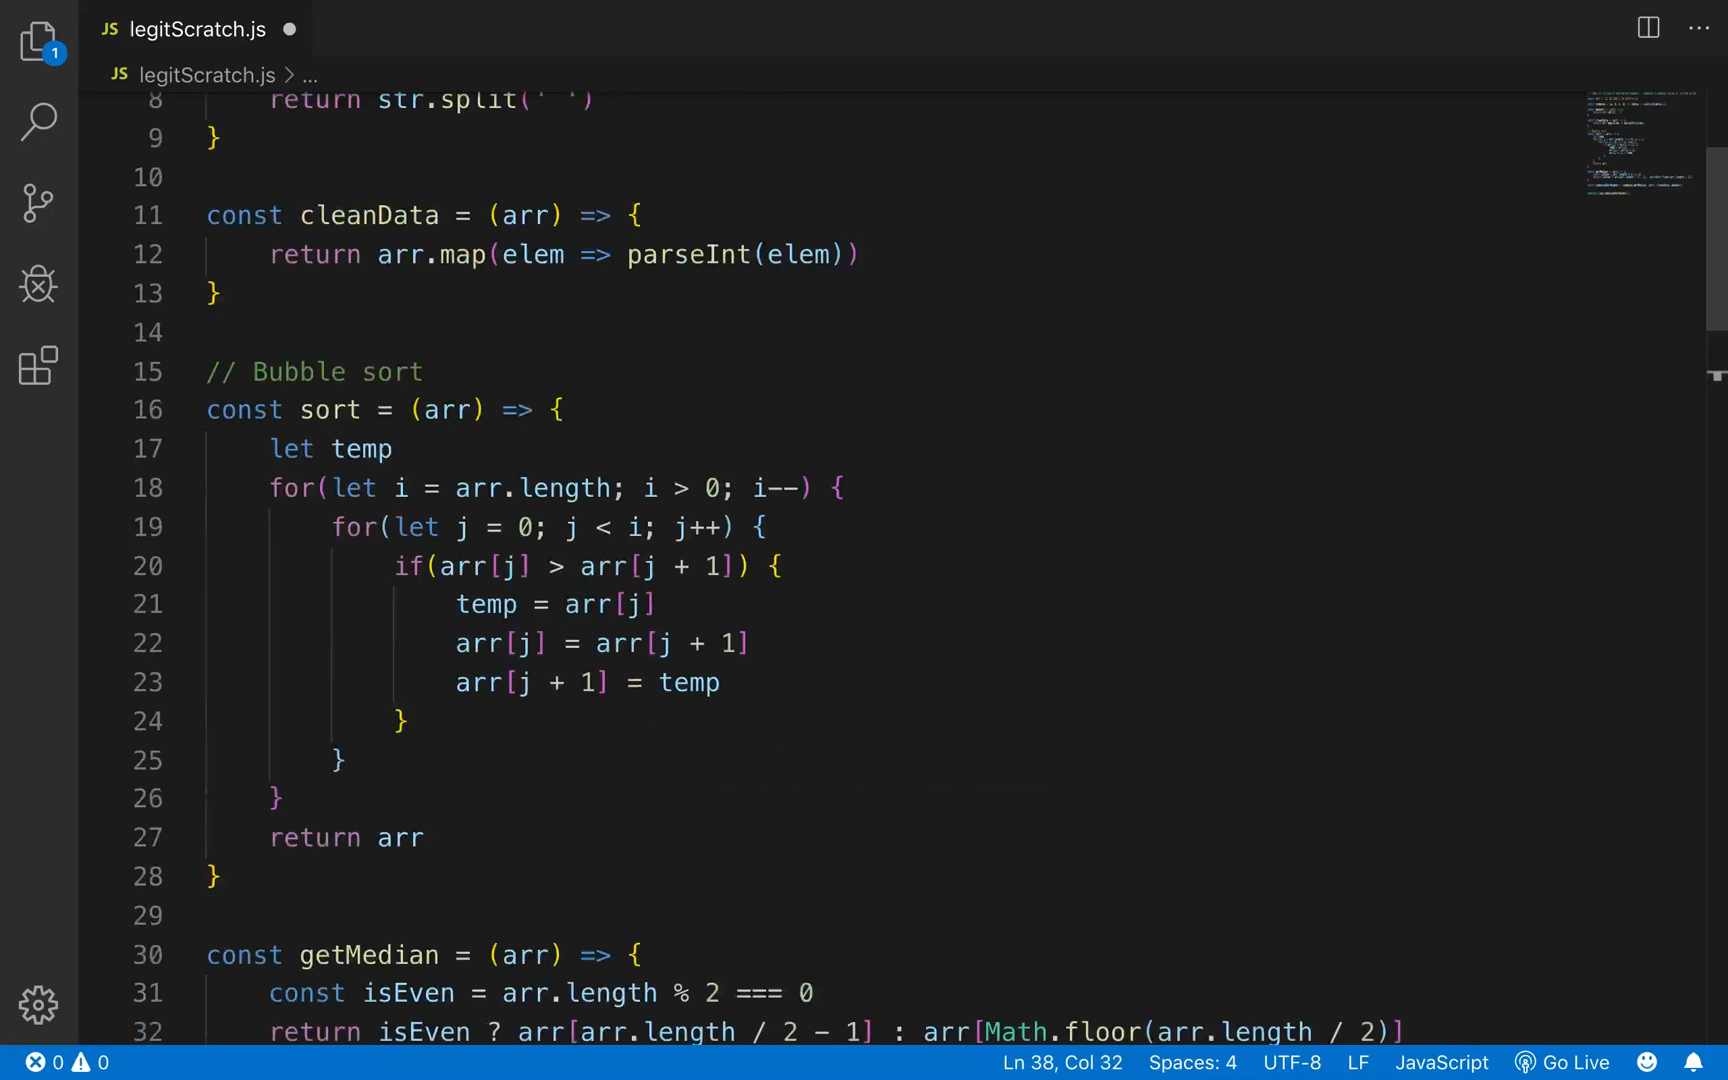 JS legitScratch.js
JS legitScratch.js > ...
1
8 return str.split(' ')
9 }
10
11 const cleanData = (arr) => {
12 return arr.map(elem => parseInt(elem))
13 }
14
15 // Bubble sort
16 const sort = (arr) => {
17 let temp
18 for(let i = arr.length; i > 0; i--) {
19 for(let j = 0; j < i; j++) {
20 if(arr[j] > arr[j + 1]) {
21 temp = arr[j]
22 arr[j] = arr[j + 1]
23 arr[j + 1] = temp
24 }
25 }
26 }
27 return arr
28 }
29
30 const getMedian = (arr) => {
31 const isEven = arr.length % 2 === 0
32 return isEven ? arr[arr.length / 2 - 1] : arr[Math.floor(arr.length / 2)]
0 0 Ln 38, Col 32 Spaces: 4 UTF-8 LF JavaScript Go Live